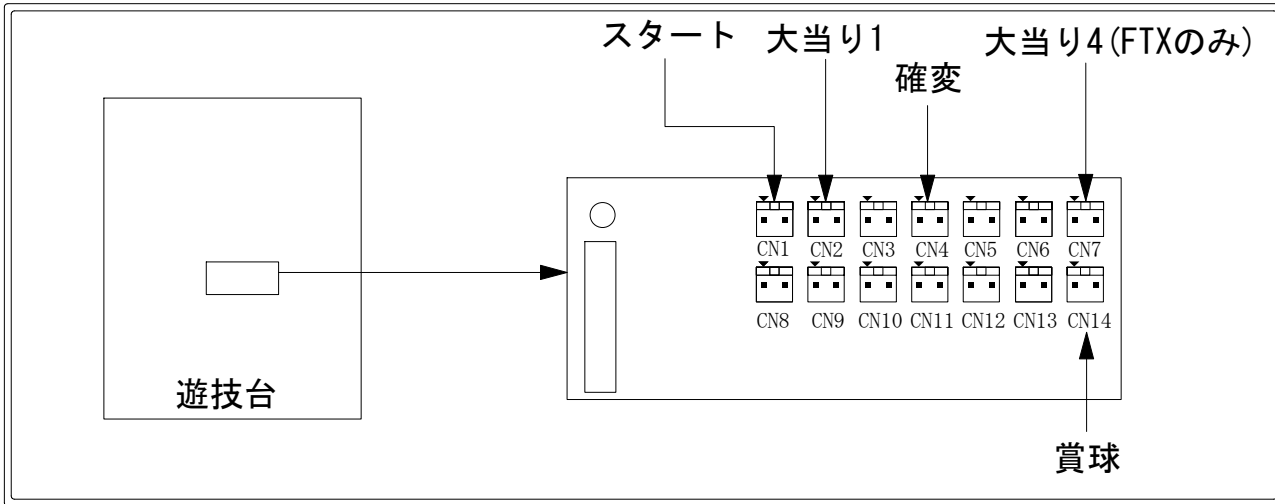 スタート 大当り1 大当り4(FTXのみ)
確変
CN1 CN2 CN3 CN4 CN5 CN6 CN7
CN8 CN9 CN10 CN11 CN12 CN13 CN14
遊技台
賞球